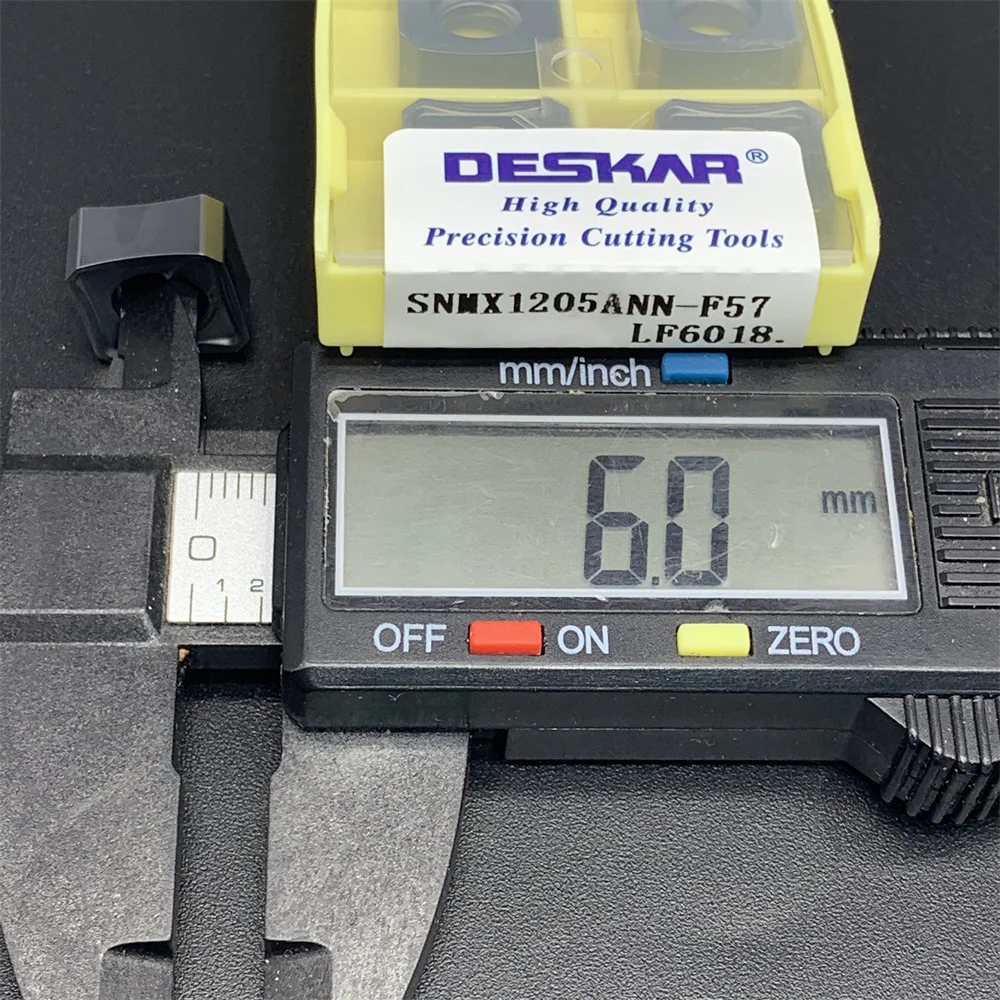 DESKAR®
High Quality
Precision Cutting Tools
SNMX1205ANN-F57
LF6018.
mm/inch
6.0 mm
0
1 2
OFF ON ZERO